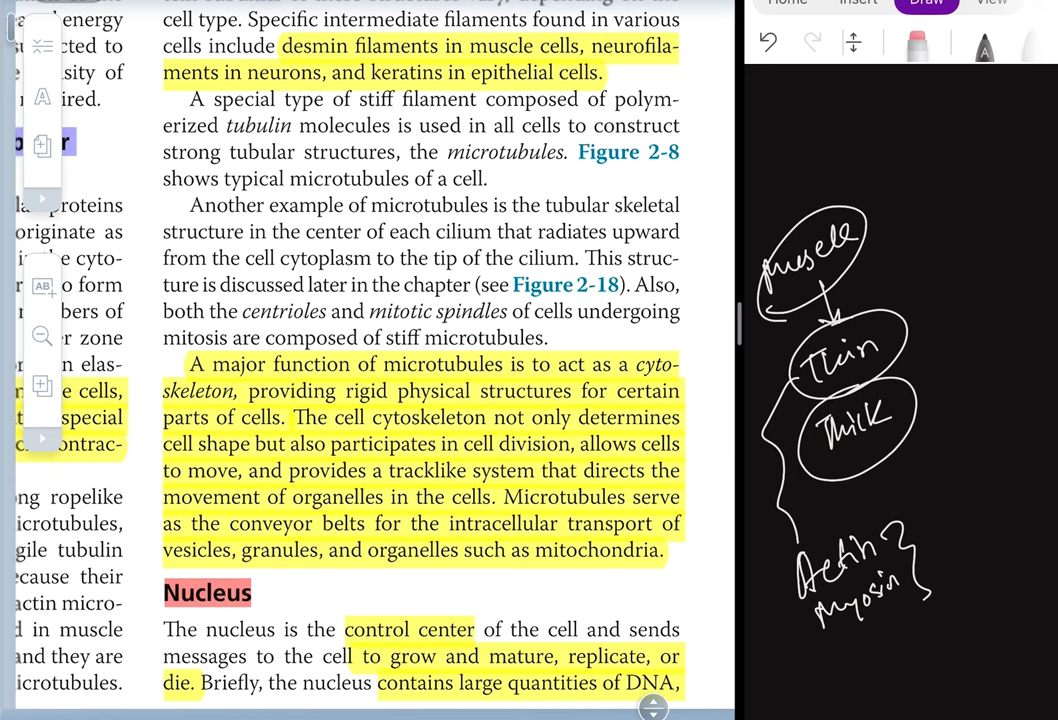 energy
cted to
sity of
ired.
r
proteins
originate as
e cyto-
o form
bers of
er zone
n elas-
e cells,
special
ontrac-
ng ropelike
icrotubules,
gile tubulin
ecause their
actin micro-
d in muscle
and they are
icrotubules.
cell type. Specific intermediate filaments found in various
cells include desmin filaments in muscle cells, neurofila-
ments in neurons, and keratins in epithelial cells.
A special type of stiff filament composed of polym-
erized tubulin molecules is used in all cells to construct
strong tubular structures, the microtubules. Figure 2-8
shows typical microtubules of a cell.
Another example of microtubules is the tubular skeletal
structure in the center of each cilium that radiates upward
from the cell cytoplasm to the tip of the cilium. This struc-
ture is discussed later in the chapter (see Figure 2-18). Also,
both the centrioles and mitotic spindles of cells undergoing
mitosis are composed of stiff microtubules.
A major function of microtubules is to act as a cyto-
skeleton, providing rigid physical structures for certain
parts of cells. The cell cytoskeleton not only determines
cell shape but also participates in cell division, allows cells
to move, and provides a tracklike system that directs the
movement of organelles in the cells. Microtubules serve
as the conveyor belts for the intracellular transport of
vesicles, granules, and organelles such as mitochondria.
Nucleus
The nucleus is the control center of the cell and sends
messages to the cell to grow and mature, replicate, or
die. Briefly, the nucleus contains large quantities of DNA,
Home Insert Draw View
A
Muscle
Thin
Thick
Actin
Myosin